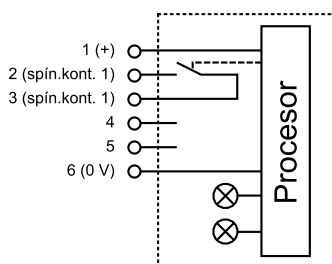 1 (+)
2 (spín.kont. 1)
3 (spín.kont. 1)
4
5
6 (0 V)
Procesor